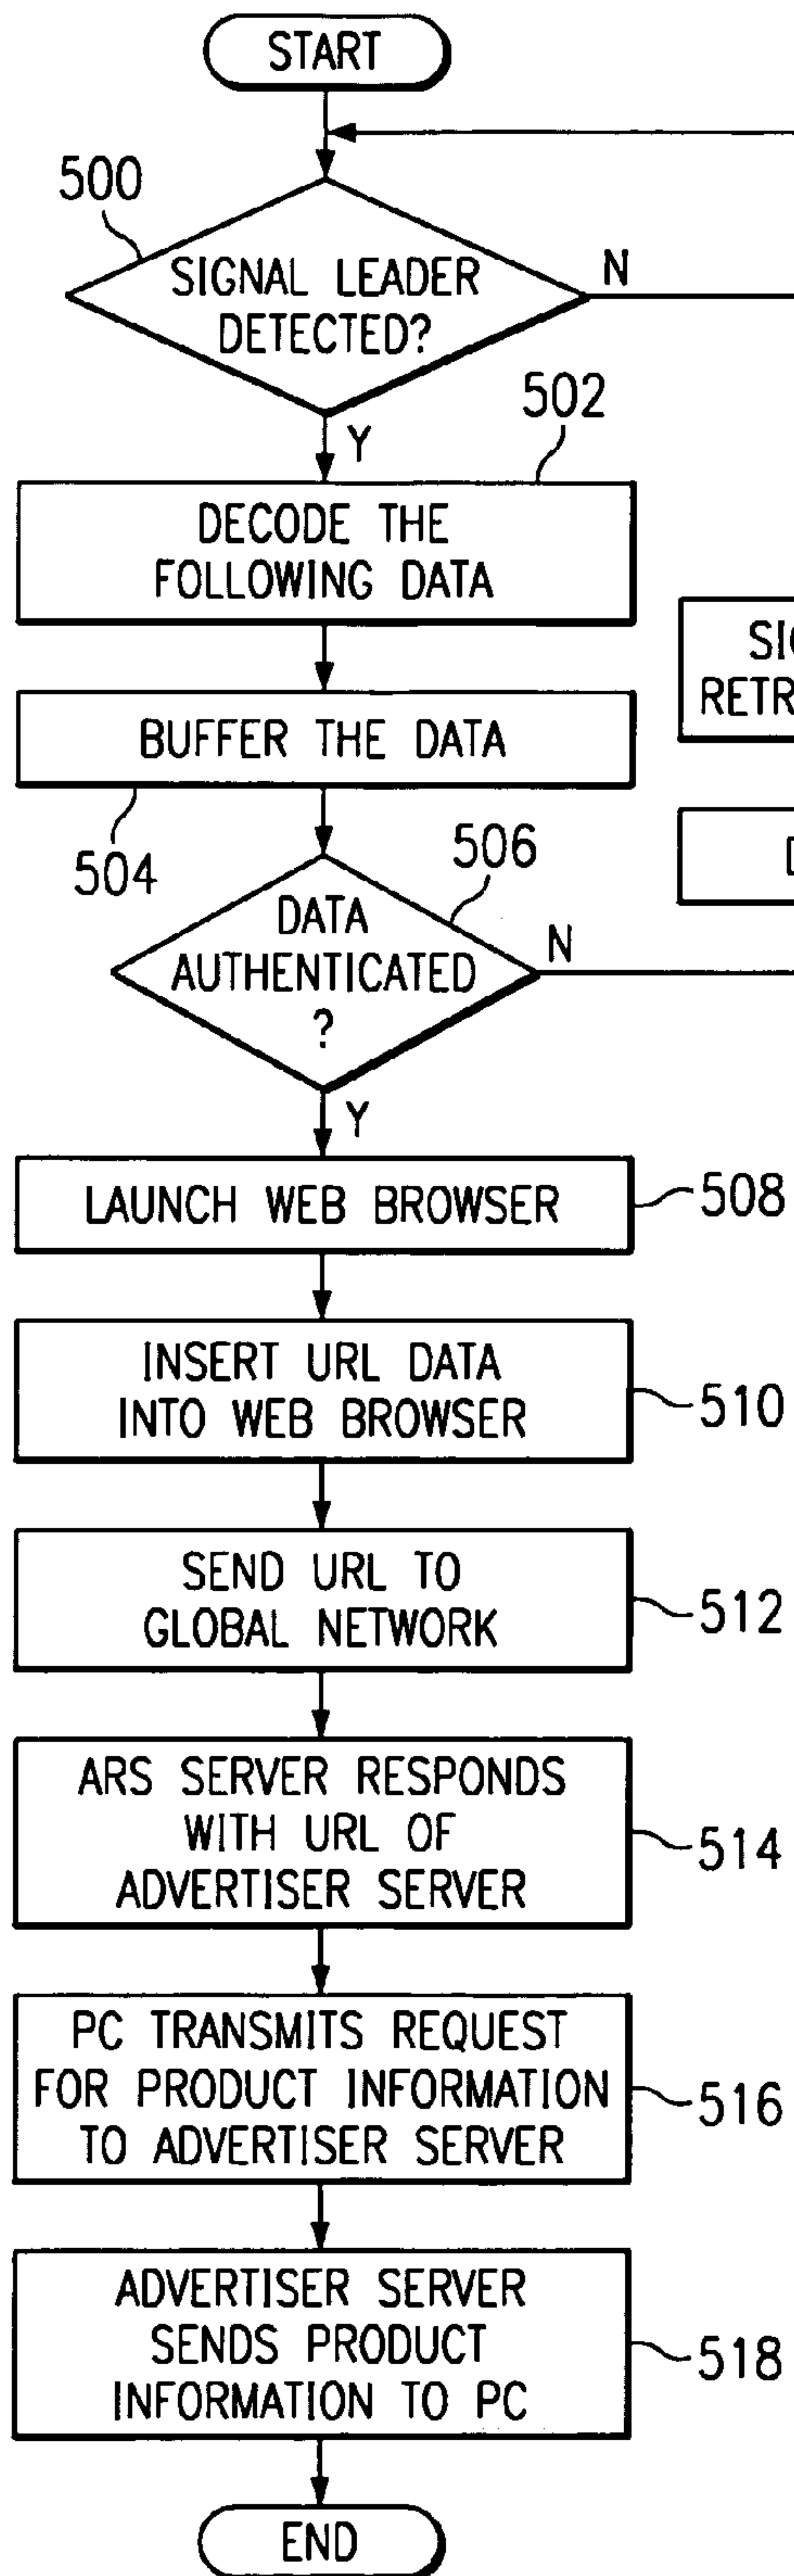 START
500
SIGNAL LEADER
DETECTED?
N
Y
502
DECODE THE
FOLLOWING DATA
BUFFER THE DATA
504
506
DATA
AUTHENTICATED
?
N
Y
LAUNCH WEB BROWSER
508
INSERT URL DATA
INTO WEB BROWSER
510
SEND URL TO
GLOBAL NETWORK
512
ARS SERVER RESPONDS
WITH URL OF
ADVERTISER SERVER
514
PC TRANSMITS REQUEST
FOR PRODUCT INFORMATION
TO ADVERTISER SERVER
516
ADVERTISER SERVER
SENDS PRODUCT
INFORMATION TO PC
518
END